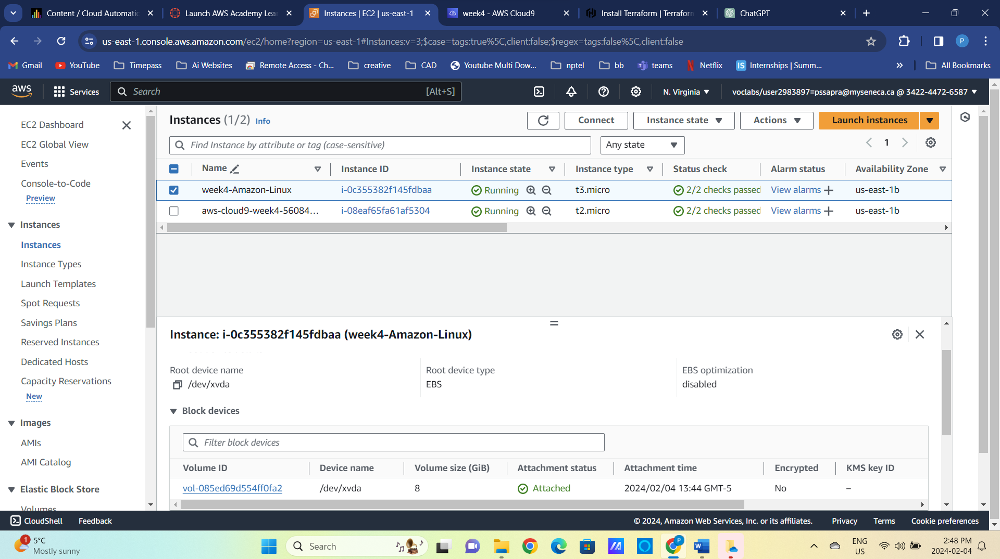 Content / Cloud Automatic
Launch AWS Academy Lea
Instances | EC2 | us-east-1
week4 - AWS Cloud9
Install Terraform | Terraform
ChatGPT
us-east-1.console.aws.amazon.com/ec2/home?region=us-east-1#Instances:v=3;$case=tags:true%5C,client:false;$regex=tags:false%5C,client:false
P
Gmail
YouTube
Timepass
Ai Websites
Remote Access - Ch...
creative
CAD
Youtube Multi Dow...
nptel
bb
teams
Netflix
IS Internships | Summ...
All Bookmarks
aws
Services
Search
[Alt+S]
N. Virginia
voclabs/user2983897=pssapra@myseneca.ca @ 3422-4472-6587
EC2 Dashboard
EC2 Global View
Events
Console-to-Code
Preview
Instances
Instances
Instance Types
Launch Templates
Spot Requests
Savings Plans
Reserved Instances
Dedicated Hosts
Capacity Reservations
New
Images
AMIs
AMI Catalog
Elastic Block Store
Volumes
Instances (1/2) Info
Connect
Instance state
Actions
Launch instances
Find Instance by attribute or tag (case-sensitive)
Any state
1
Name Instance ID Instance state Instance type Status check Alarm status Availability Zone
week4-Amazon-Linux i-0c355382f145fdbaa Running t3.micro 2/2 checks passed View alarms us-east-1b
aws-cloud9-week4-56084... i-08eaf65fa61af5304 Running t2.micro 2/2 checks passed View alarms us-east-1b
Instance: i-0c355382f145fdbaa (week4-Amazon-Linux)
Root device name Root device type EBS optimization
/dev/xvda EBS disabled
Block devices
Filter block devices
Volume ID Device name Volume size (GiB) Attachment status Attachment time Encrypted KMS key ID
vol-085ed69d554ff0fa2 /dev/xvda 8 Attached 2024/02/04 13:44 GMT-5 No –
CloudShell Feedback © 2024, Amazon Web Services, Inc. or its affiliates. Privacy Terms Cookie preferences
1
5°C
Mostly sunny
Search
P
W
ENG
US
2:48 PM
2024-02-04